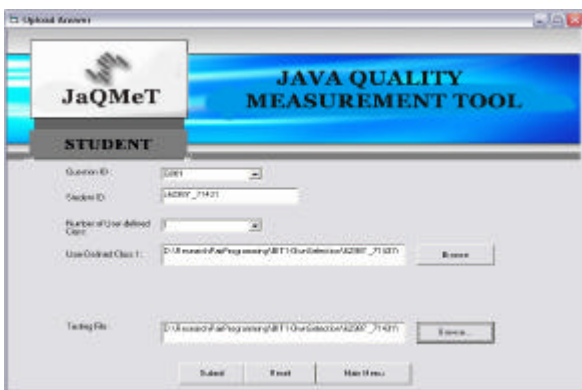 Upload Answer
JaQMeT
JAVA QUALITY
MEASUREMENT TOOL
STUDENT
Question ID:
Student ID:
Number of User-defined
Class:
User Defined Class 1:
Browse
Testing File:
Browse...
Submit Reset Main Menu